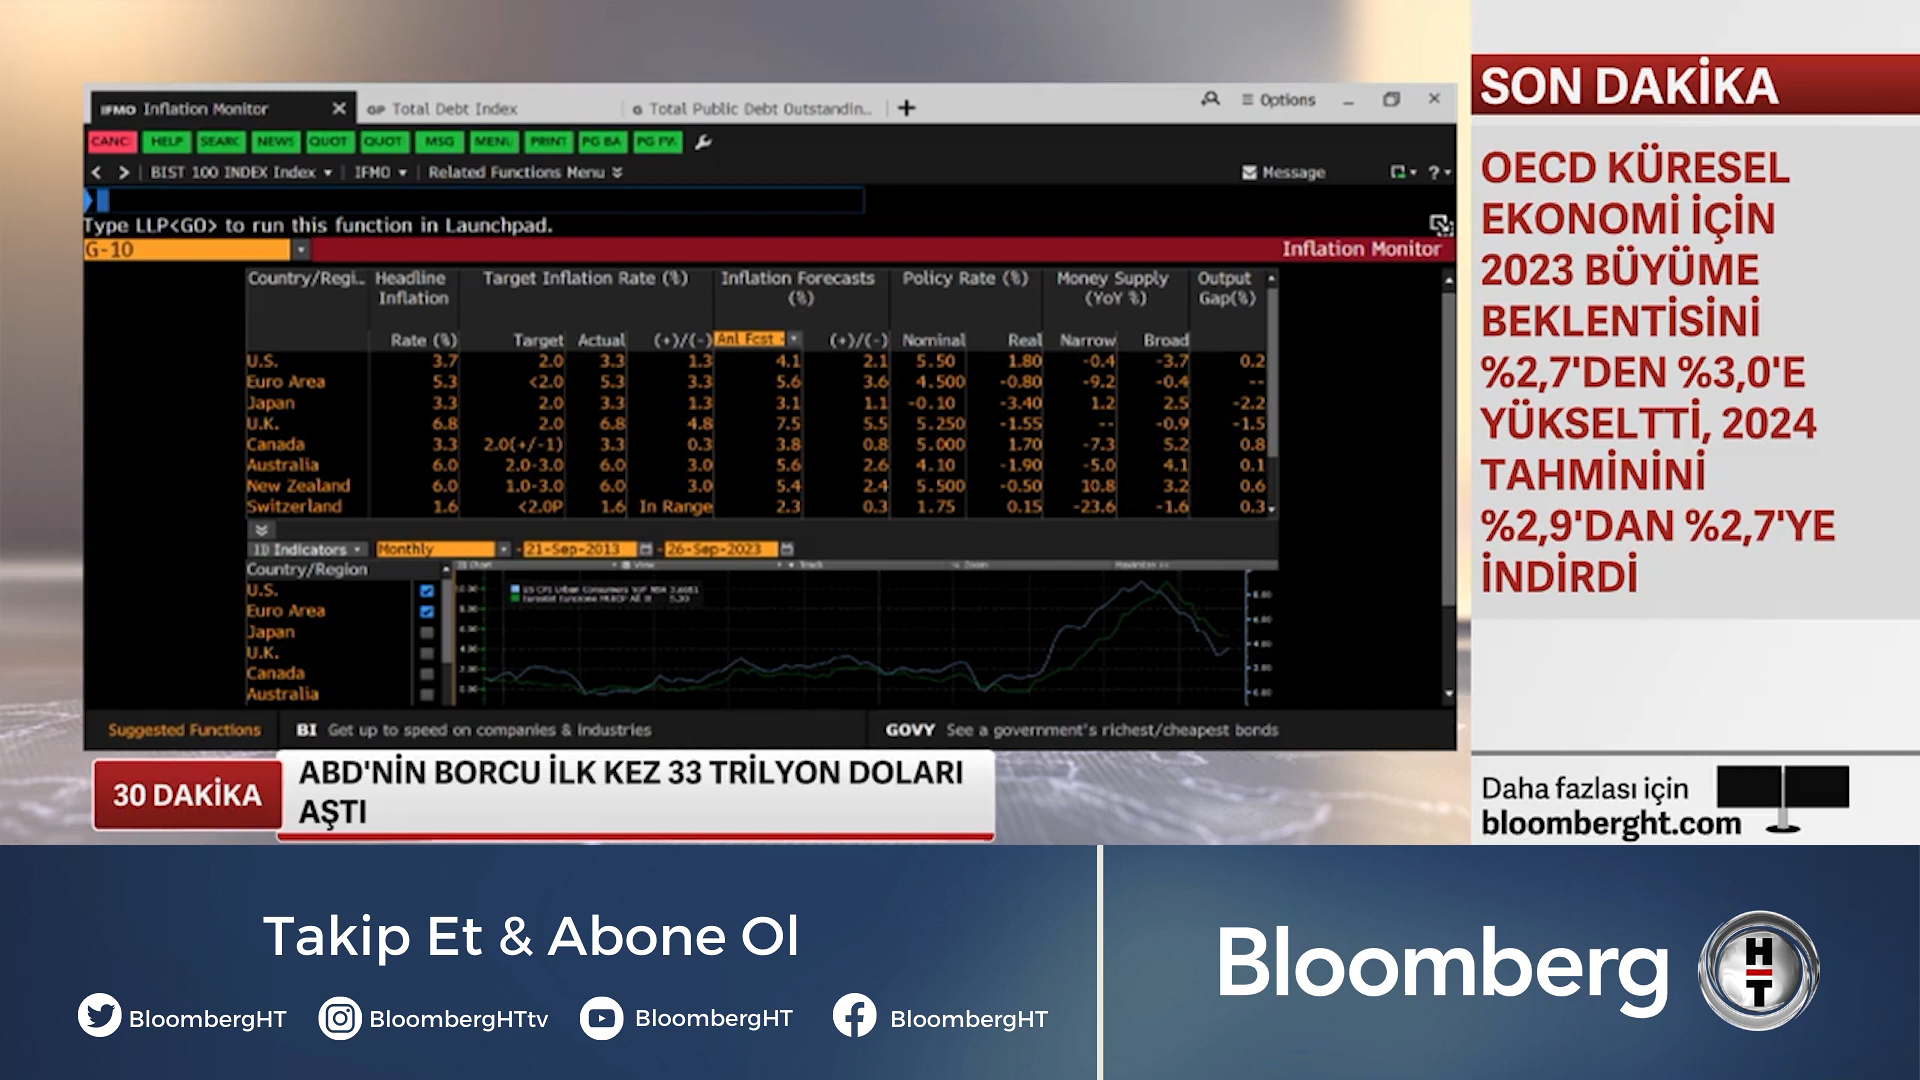 IFMO Inflation Monitor
GP Total Debt Index
G Total Public Debt Outstandin...
Options
CANC HELP SEARC NEWS QUOT QUOT MSG MENU PRINT PG BA PG FW
BIST 100 INDEX Index IFMO Related Functions Menu
Message
Type LLP<GO> to run this function in Launchpad.
G-10
Inflation Monitor
Country/Regi.. Headline Target Inflation Rate (%) Inflation Forecasts Policy Rate (%) Money Supply Output
Inflation (%) (YoY %) Gap(%)
Rate (%) Target Actual (+)/(-) Anl Fcst (+)/(-) Nominal Real Narrow Broad
U.S. 3.7 2.0 3.3 1.3 4.1 2.1 5.50 1.80 -0.4 -3.7 0.2
Euro Area 5.3 <2.0 5.3 3.3 5.6 3.6 4.500 -0.80 -9.2 -0.4 --
Japan 3.3 2.0 3.3 1.3 3.1 1.1 -0.10 -3.40 1.2 2.5 -2.2
U.K. 6.8 2.0 6.8 4.8 7.5 5.5 5.250 -1.55 -- -0.9 -1.5
Canada 3.3 2.0(+/-1) 3.3 0.3 3.8 0.8 5.000 1.70 -7.3 5.2 0.8
Australia 6.0 2.0-3.0 6.0 3.0 5.6 2.6 4.10 -1.90 -5.0 4.1 0.1
New Zealand 6.0 1.0-3.0 6.0 3.0 5.4 2.4 5.500 -0.50 10.8 3.2 0.6
Switzerland 1.6 <2.0P 1.6 In Range 2.3 0.3 1.75 0.15 -23.6 -1.6 0.3
11) Indicators Monthly - 21-Sep-2013 - 26-Sep-2023
Country/Region
U.S.
Euro Area
Japan
U.K.
Canada
Australia
Suggested Functions BI Get up to speed on companies & industries GOVY See a government's richest/cheapest bonds
30 DAKİKA
ABD'NİN BORCU İLK KEZ 33 TRİLYON DOLARI
AŞTI
SON DAKİKA
OECD KÜRESEL
EKONOMİ İÇİN
2023 BÜYÜME
BEKLENTİSİNİ
%2,7'DEN %3,0'E
YÜKSELTTİ, 2024
TAHMİNİNİ
%2,9'DAN %2,7'YE
İNDİRDİ
Daha fazlası için
bloomberght.com
Takip Et & Abone Ol
BloombergHT BloombergHTtv BloombergHT BloombergHT
Bloomberg HT